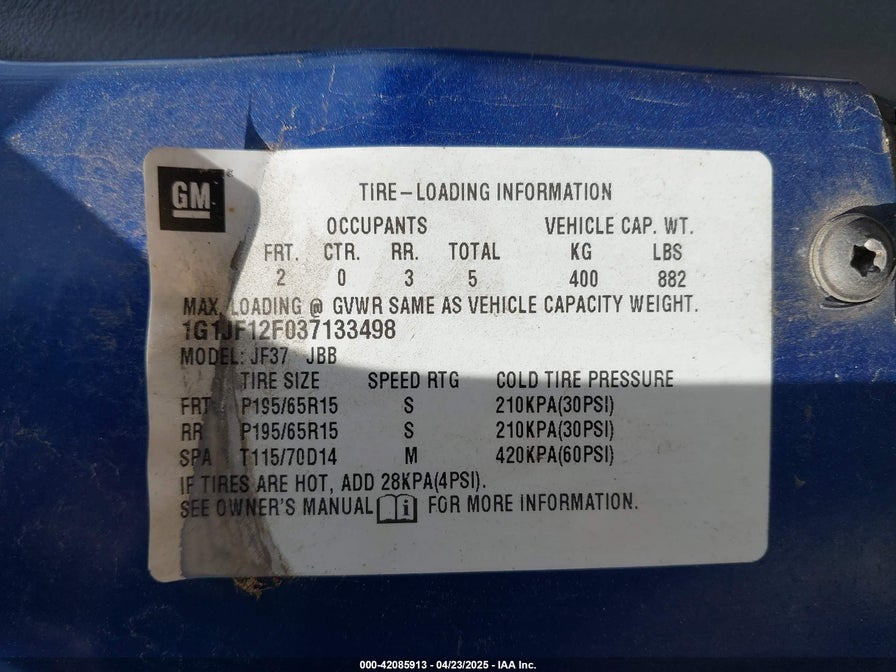 GM
TIRE-LOADING INFORMATION
OCCUPANTS VEHICLE CAP. WT.
FRT. CTR. RR. TOTAL KG LBS
2 0 3 5 400 882
MAX. LOADING @ GVWR SAME AS VEHICLE CAPACITY WEIGHT.
1G1JF12F037133498
MODEL: JF37 JBB
TIRE SIZE SPEED RTG COLD TIRE PRESSURE
FRT P195/65R15 S 210KPA(30PSI)
RR P195/65R15 S 210KPA(30PSI)
SPA T115/70D14 M 420KPA(60PSI)
IF TIRES ARE HOT, ADD 28KPA(4PSI).
SEE OWNER'S MANUAL i FOR MORE INFORMATION.
000-42085913 - 04/23/2025 - IAA Inc.